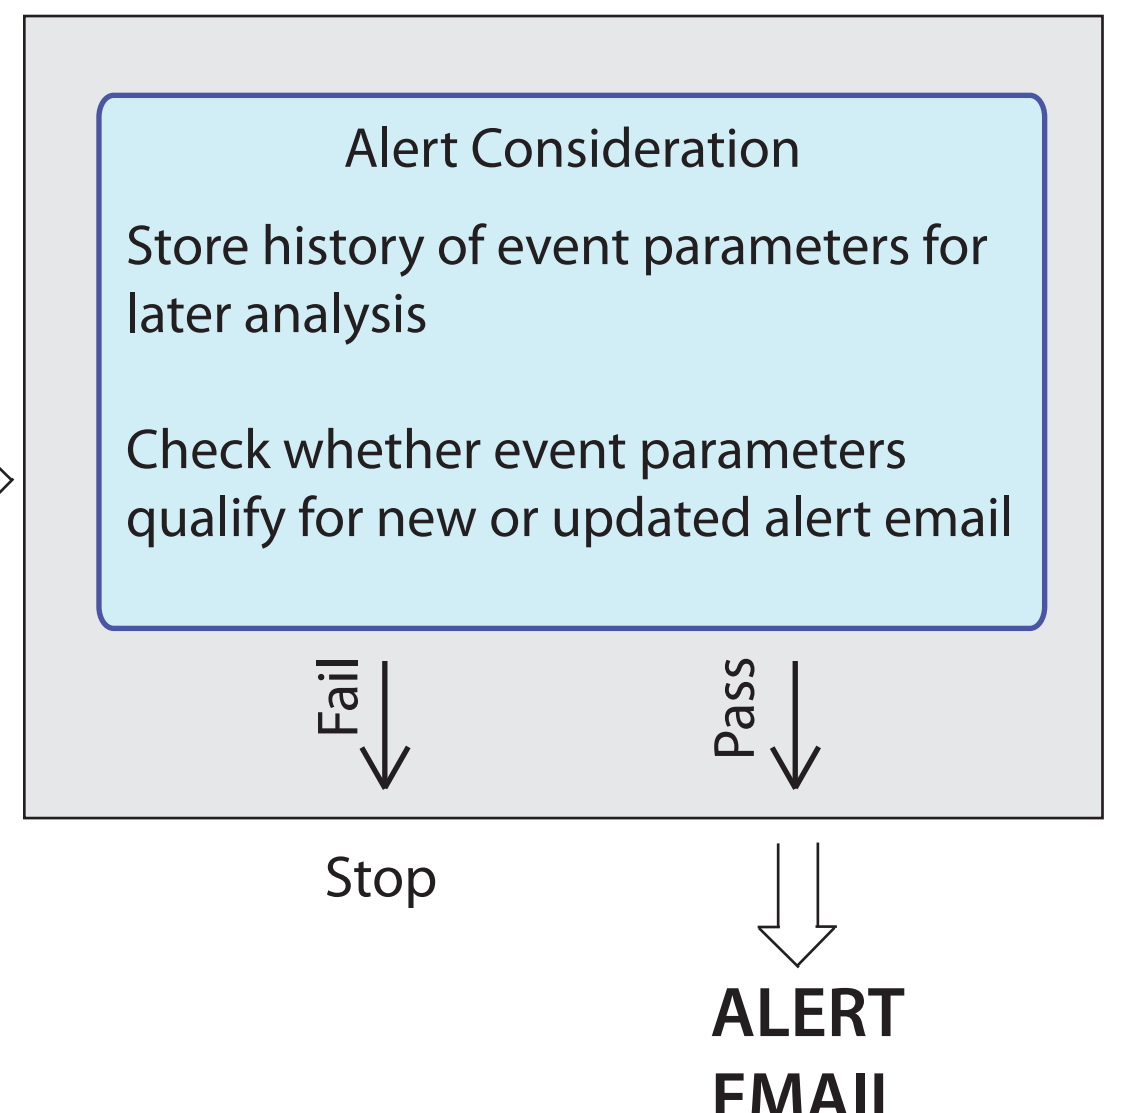 Alert Consideration
Store history of event parameters for
later analysis
Check whether event parameters
qualify for new or updated alert email
Fail
Pass
Stop
ALERT
EMAIL